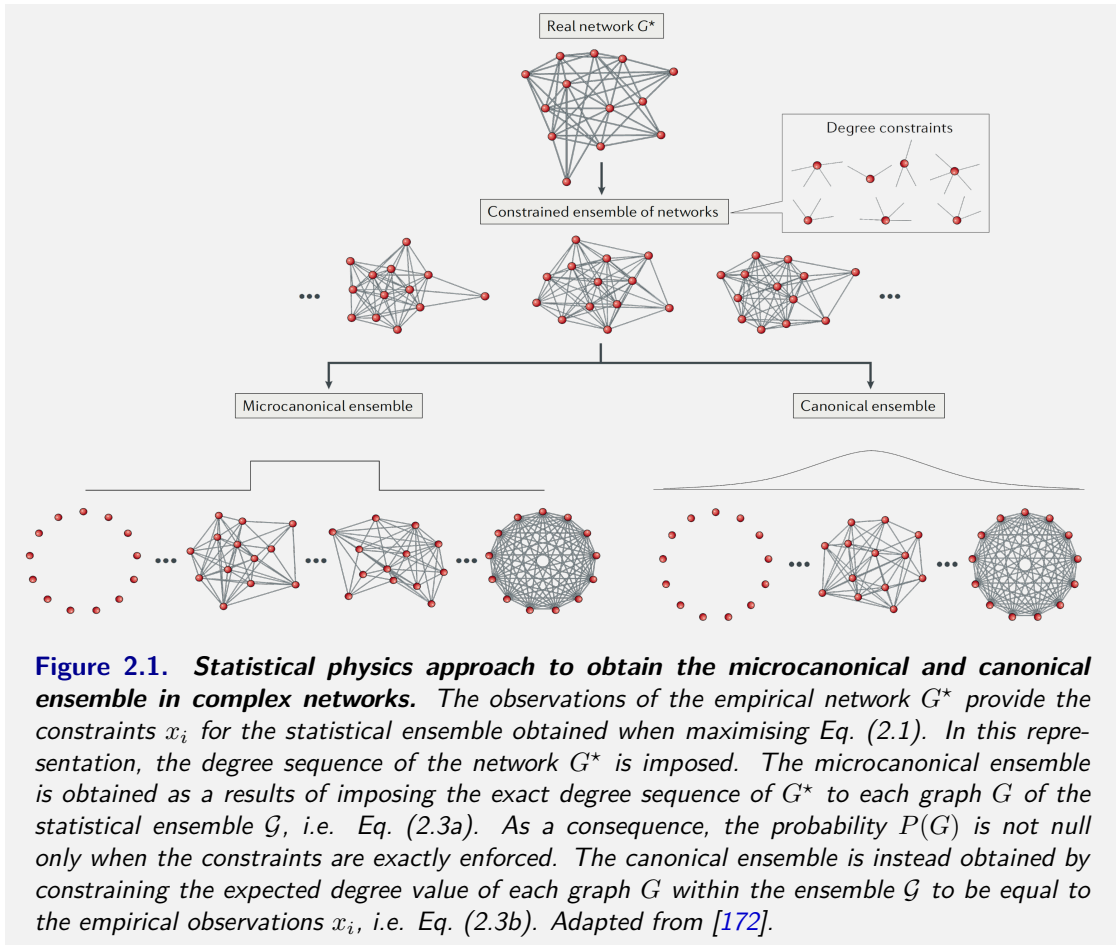 Real network G⋆
Degree constraints
Constrained ensemble of networks
Microcanonical ensemble
Canonical ensemble
Figure 2.1. Statistical physics approach to obtain the microcanonical and canonical
ensemble in complex networks. The observations of the empirical network G⋆ provide the
constraints xᵢ for the statistical ensemble obtained when maximising Eq. (2.1). In this repre-
sentation, the degree sequence of the network G⋆ is imposed. The microcanonical ensemble
is obtained as a results of imposing the exact degree sequence of G⋆ to each graph G of the
statistical ensemble 𝒢, i.e. Eq. (2.3a). As a consequence, the probability P(G) is not null
only when the constraints are exactly enforced. The canonical ensemble is instead obtained by
constraining the expected degree value of each graph G within the ensemble 𝒢 to be equal to
the empirical observations xᵢ, i.e. Eq. (2.3b). Adapted from [172].